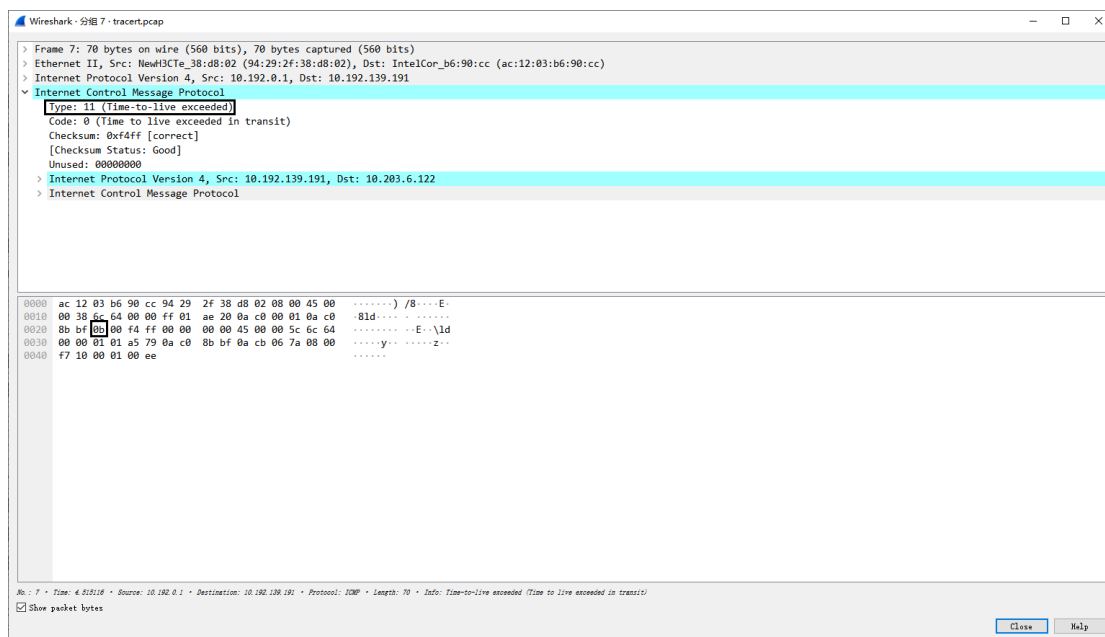 Wireshark · 分组 7 · tracert.pcap
Frame 7: 70 bytes on wire (560 bits), 70 bytes captured (560 bits)
Ethernet II, Src: NewH3CTe_38:d8:02 (94:29:2f:38:d8:02), Dst: IntelCor_b6:90:cc (ac:12:03:b6:90:cc)
Internet Protocol Version 4, Src: 10.192.0.1, Dst: 10.192.139.191
Internet Control Message Protocol
Type: 11 (Time-to-live exceeded)
Code: 0 (Time to live exceeded in transit)
Checksum: 0xf4ff [correct]
[Checksum Status: Good]
Unused: 00000000
Internet Protocol Version 4, Src: 10.192.139.191, Dst: 10.203.6.122
Internet Control Message Protocol
0000 ac 12 03 b6 90 cc 94 29 2f 38 d8 02 08 00 45 00 ·······) /8····E·
0010 00 38 6c 64 00 00 ff 01 ae 20 0a c0 00 01 0a c0 ·8ld···· · ······
0020 8b bf 0b 00 f4 ff 00 00 00 00 45 00 00 5c 6c 64 ········ ··E··\ld
0030 00 00 01 01 a5 79 0a c0 8b bf 0a cb 06 7a 08 00 ·····y·· ·····z··
0040 f7 10 00 01 00 ee ······
No.: 7 · Time: 4.515116 · Source: 10.192.0.1 · Destination: 10.192.139.191 · Protocol: ICMP · Length: 70 · Info: Time-to-live exceeded (Time to live exceeded in transit)
Show packet bytes
Close Help